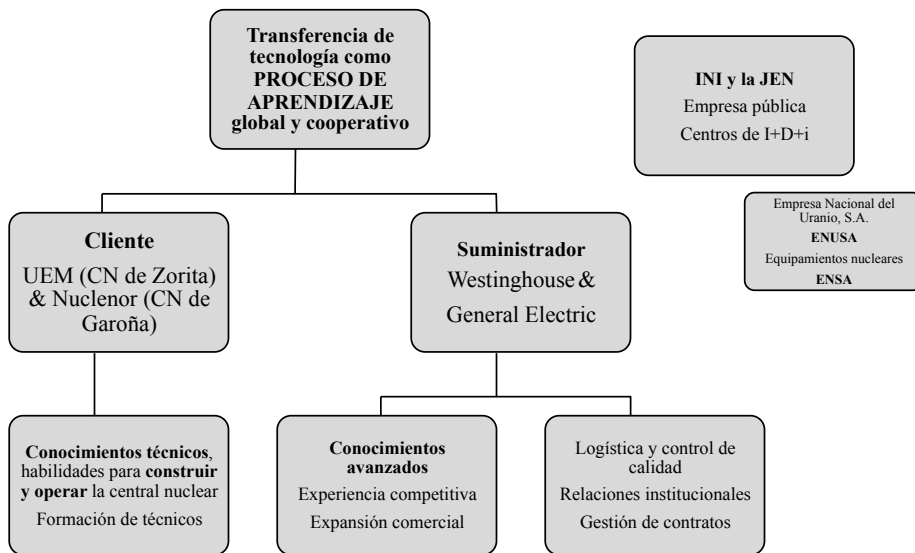 Transferencia de
tecnología como
PROCESO DE
APRENDIZAJE
global y cooperativo
INI y la JEN
Empresa pública
Centros de I+D+i
Empresa Nacional del
Uranio, S.A.
ENUSA
Equipamientos nucleares
ENSA
Cliente
UEM (CN de Zorita)
& Nuclenor (CN de
Garoña)
Suministrador
Westinghouse &
General Electric
Conocimientos técnicos,
habilidades para construir
y operar la central nuclear
Formación de técnicos
Conocimientos
avanzados
Experiencia competitiva
Expansión comercial
Logística y control de
calidad
Relaciones institucionales
Gestión de contratos